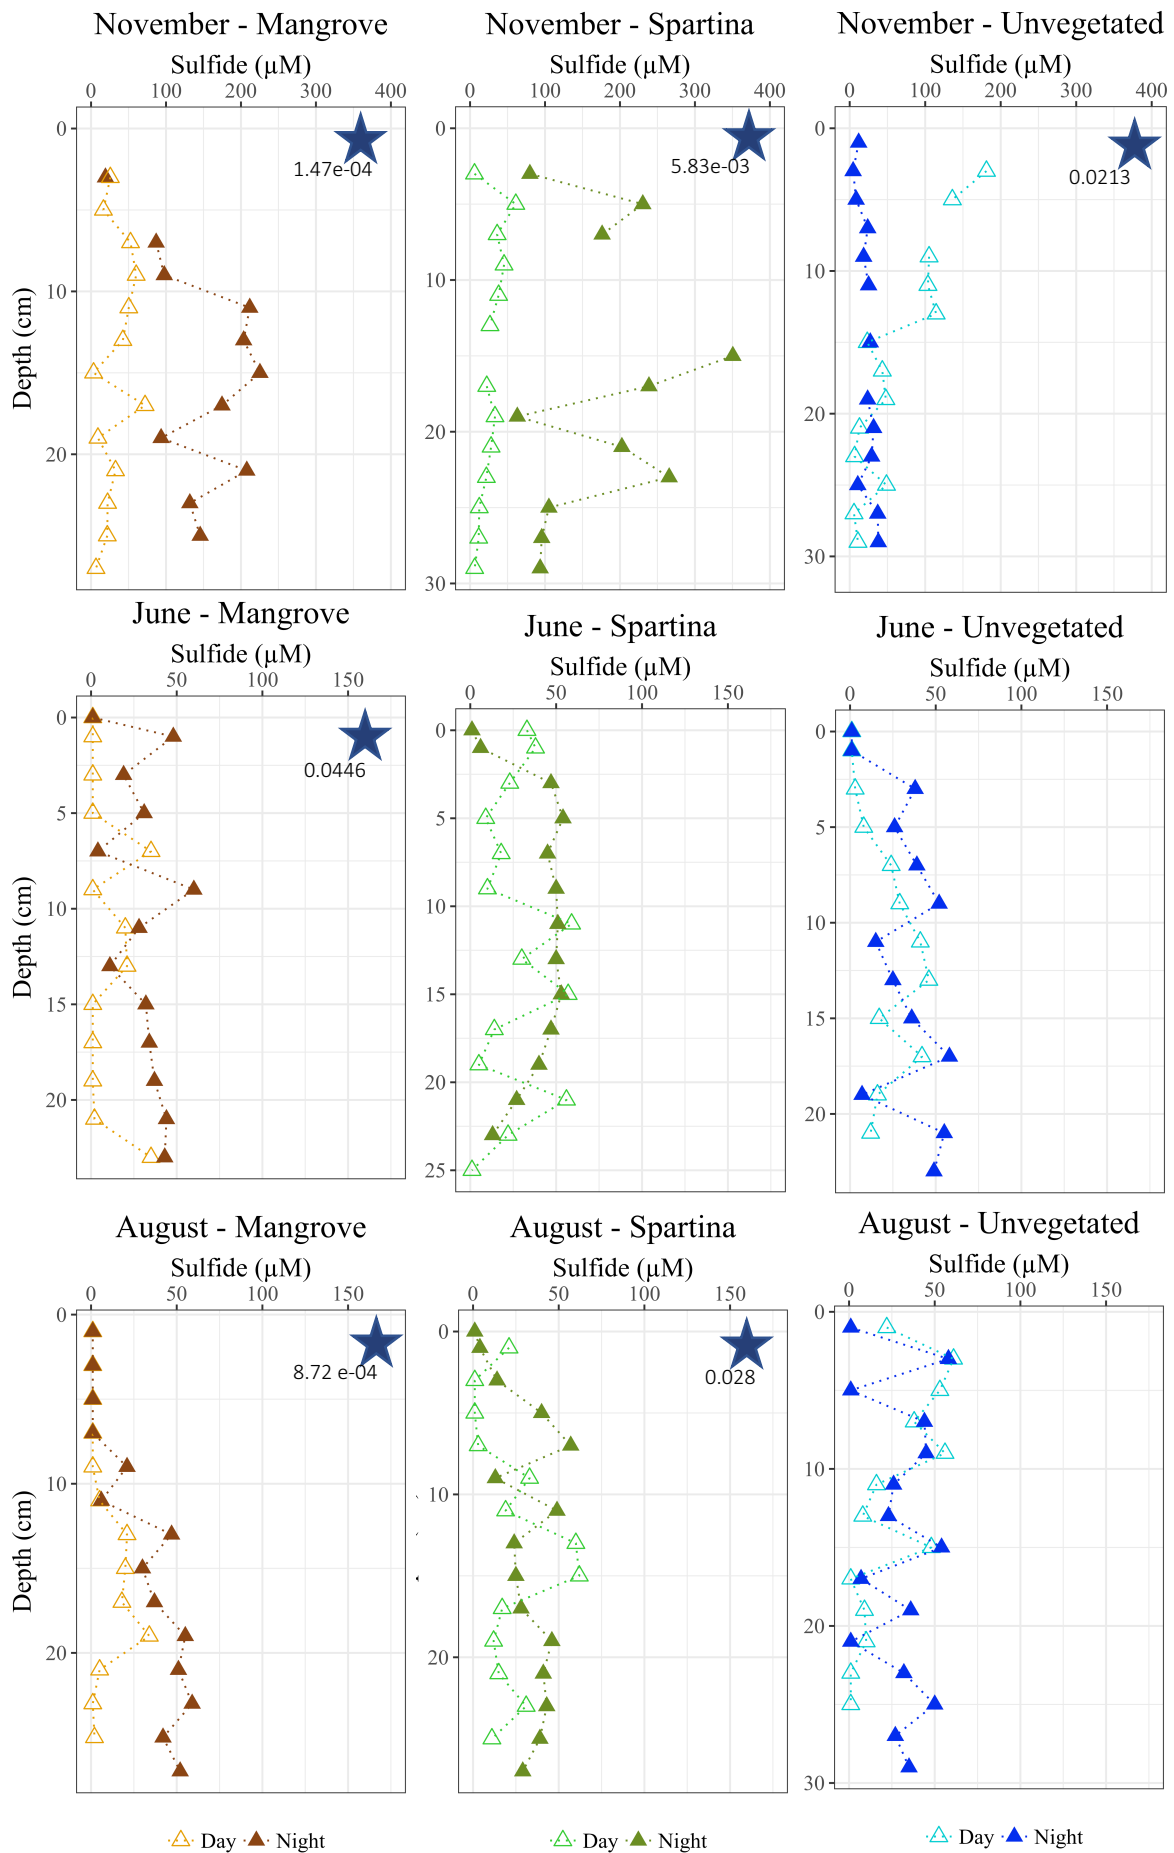 November - Mangrove
Sulfide (µM)
0 100 200 300 400
0
10
20
Depth (cm)
1.47e-04
November - Spartina
Sulfide (µM)
0 100 200 300 400
0
10
20
30
5.83e-03
November - Unvegetated
Sulfide (µM)
0 100 200 300 400
0
10
20
30
0.0213
June - Mangrove
Sulfide (µM)
0 50 100 150
0
5
10
15
20
Depth (cm)
0.0446
June - Spartina
Sulfide (µM)
0 50 100 150
0
5
10
15
20
25
June - Unvegetated
Sulfide (µM)
0 50 100 150
0
5
10
15
20
August - Mangrove
Sulfide (µM)
0 50 100 150
0
10
20
Depth (cm)
8.72 e-04
August - Spartina
Sulfide (µM)
0 50 100 150
0
10
20
0.028
August - Unvegetated
Sulfide (µM)
0 50 100 150
0
10
20
30
Day Night
Day Night
Day Night